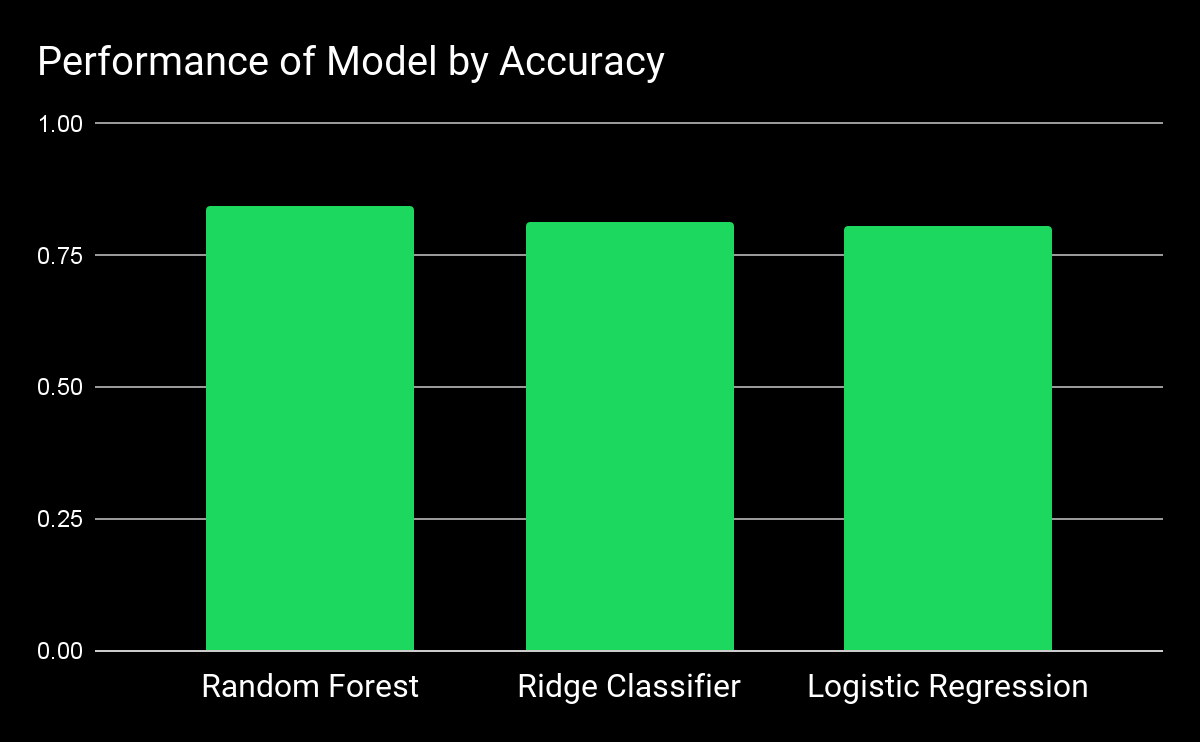 Performance of Model by Accuracy
1.00
0.75
0.50
0.25
0.00
Random Forest Ridge Classifier Logistic Regression